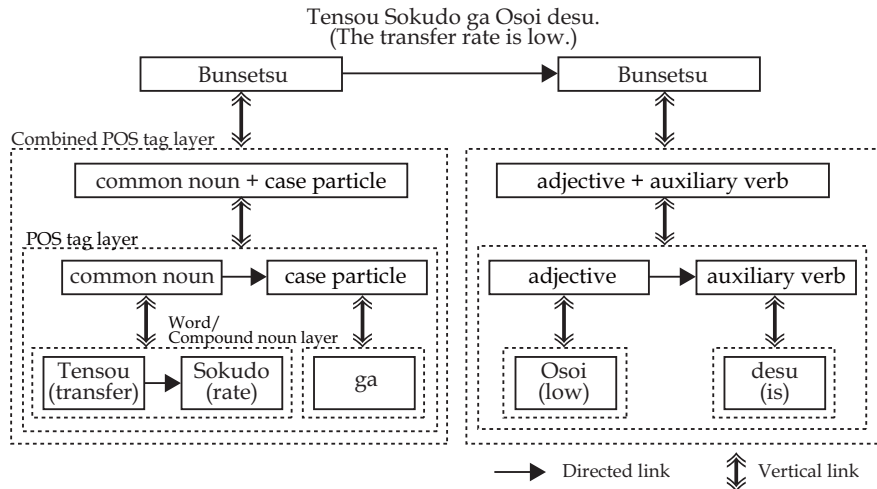 Tensou Sokudo ga Osoi desu.
(The transfer rate is low.)
Bunsetsu
Bunsetsu
Combined POS tag layer
common noun + case particle
adjective + auxiliary verb
POS tag layer
common noun
case particle
adjective
auxiliary verb
Word/
Compound noun layer
Tensou
(transfer)
Sokudo
(rate)
ga
Osoi
(low)
desu
(is)
Directed link
Vertical link